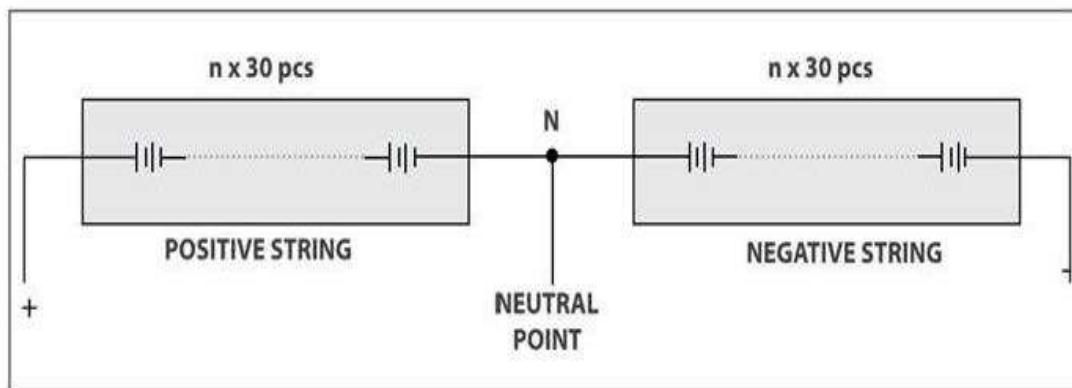 n x 30 pcs
n x 30 pcs
N
POSITIVE STRING
NEGATIVE STRING
+
-
NEUTRAL
POINT